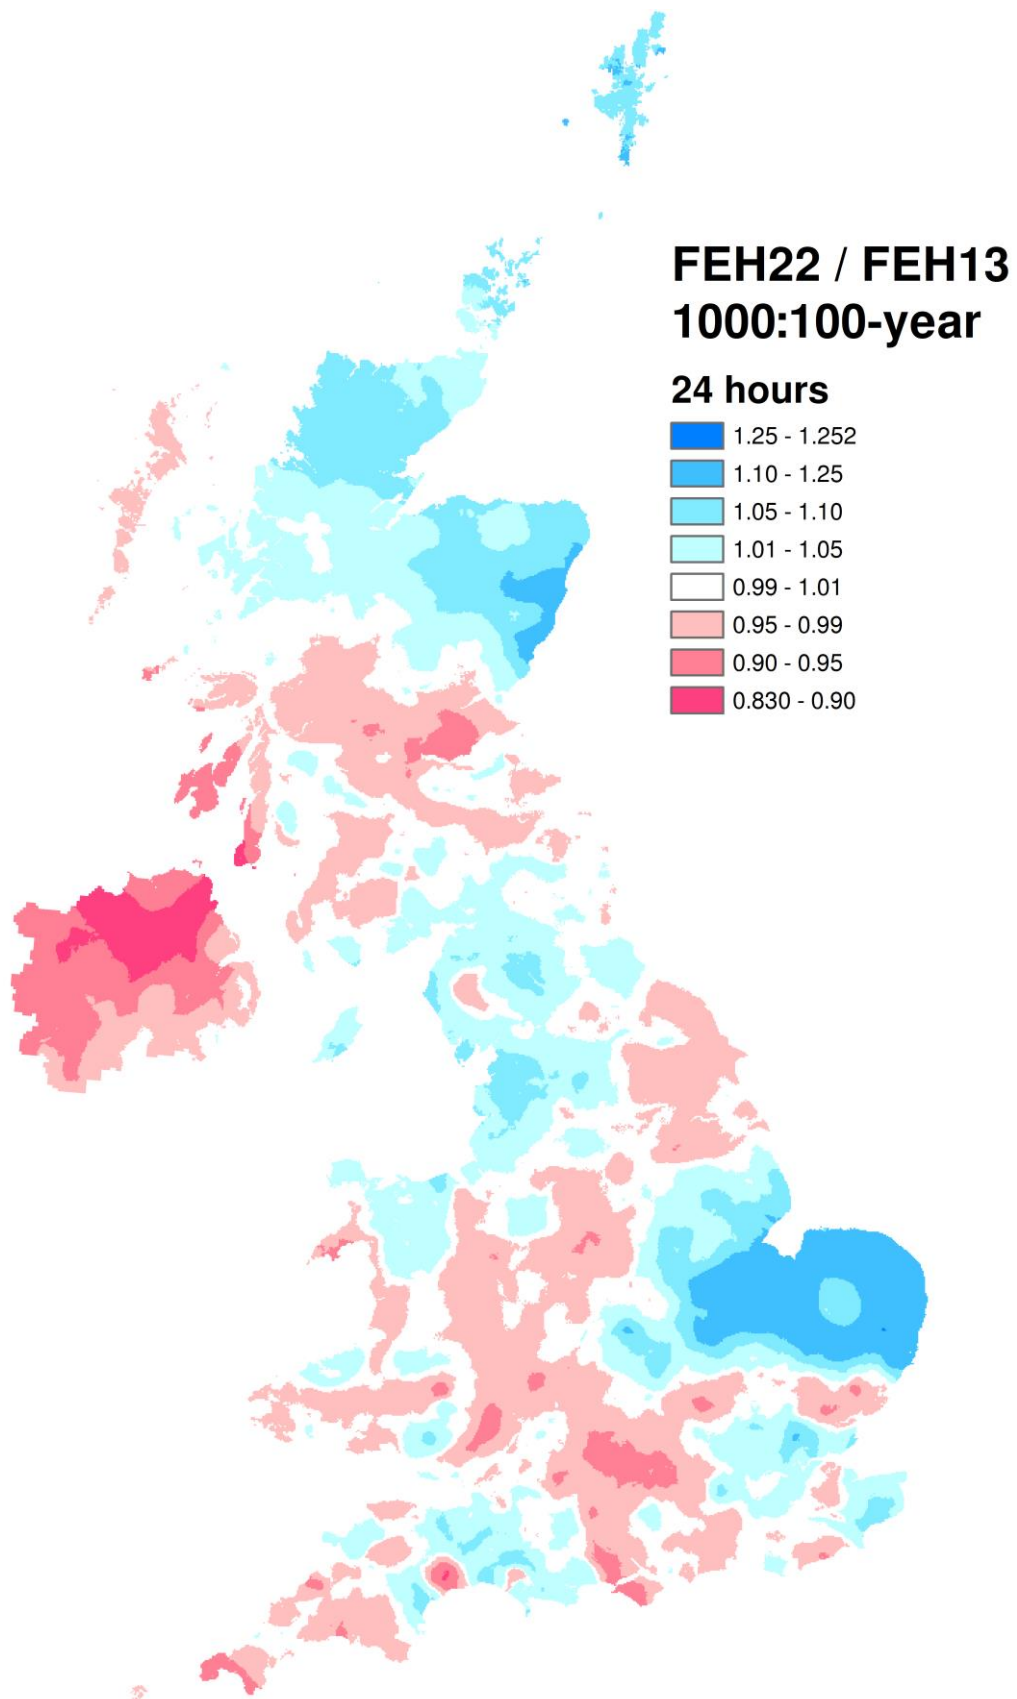 FEH22 / FEH13
1000:100-year
24 hours
1.25 - 1.252
1.10 - 1.25
1.05 - 1.10
1.01 - 1.05
0.99 - 1.01
0.95 - 0.99
0.90 - 0.95
0.830 - 0.90